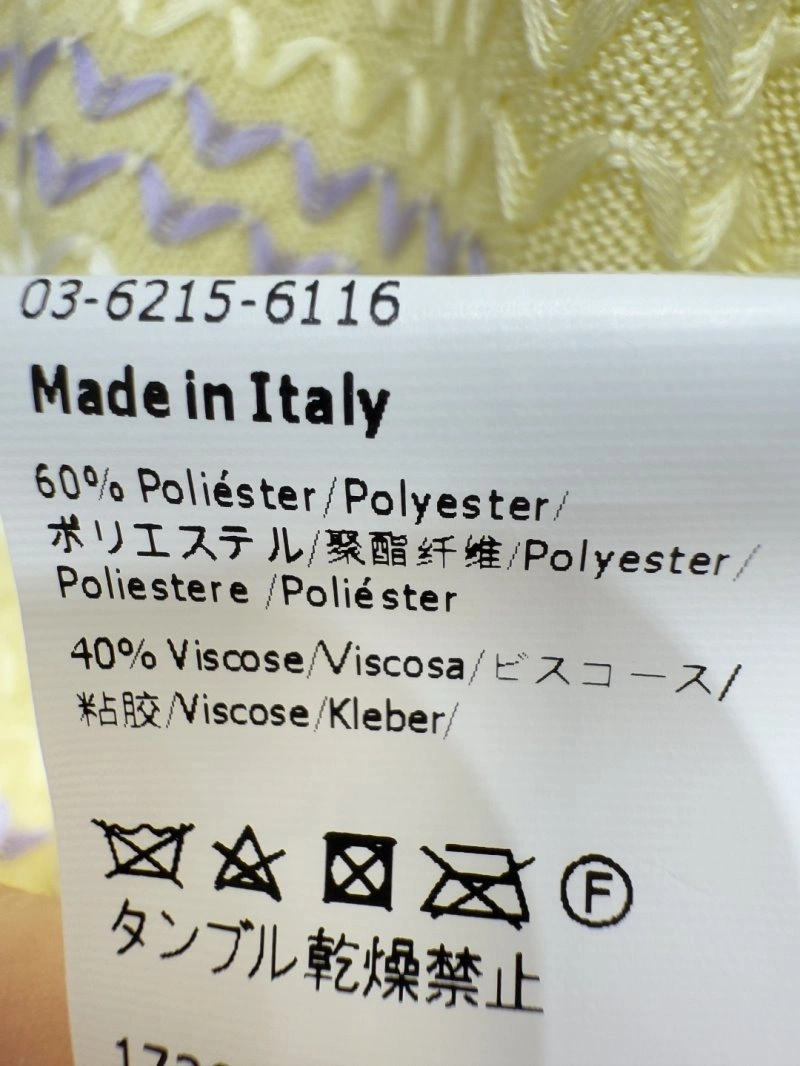 03-6215-6116
Made in Italy
60% Poliéster/Polyester/
ポリエステル/聚酯纤维/Polyester/
Poliestere /Poliéster
40% Viscose/Viscosa/ビスコース/
粘胶/Viscose/Kleber/
F
タンブル乾燥禁止